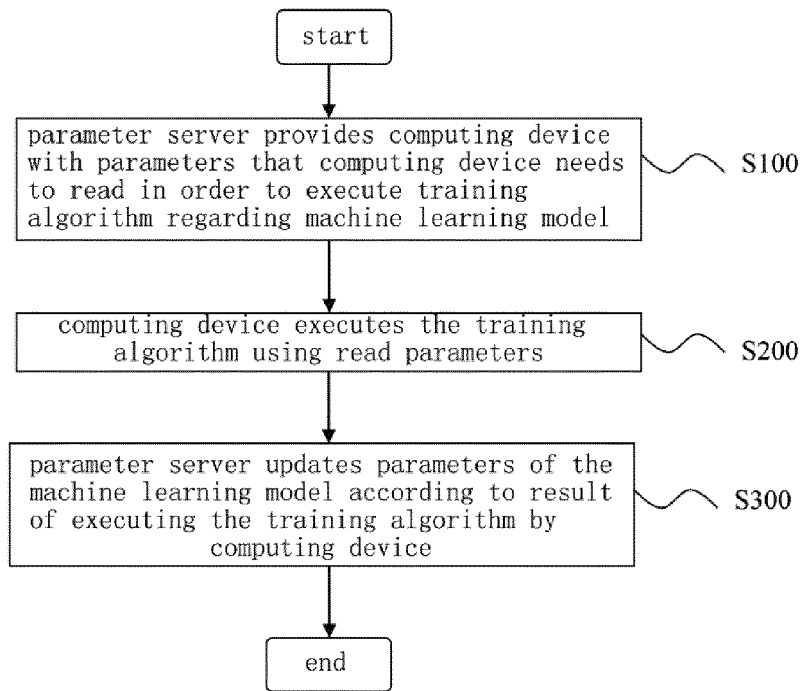 start
parameter server provides computing device
with parameters that computing device needs
to read in order to execute training
algorithm regarding machine learning model
S100
computing device executes the training
algorithm using read parameters
S200
parameter server updates parameters of the
machine learning model according to result
of executing the training algorithm by
computing device
S300
end